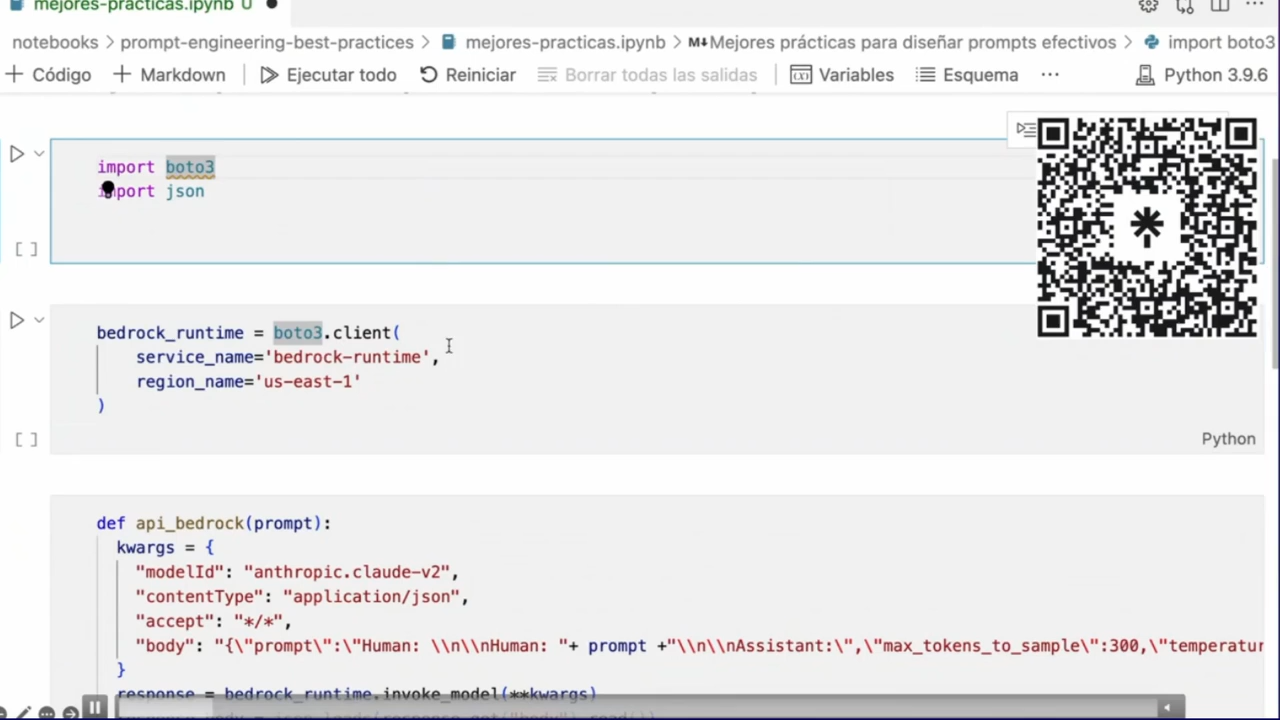 mejores-practicas.ipynb U
notebooks > prompt-engineering-best-practices > mejores-practicas.ipynb > M↓Mejores prácticas para diseñar prompts efectivos > import boto3
+ Código + Markdown Ejecutar todo Reiniciar Borrar todas las salidas Variables Esquema ... Python 3.9.6
import boto3
import json
[ ]
bedrock_runtime = boto3.client(
service_name='bedrock-runtime',
region_name='us-east-1'
)
[ ]
Python
def api_bedrock(prompt):
kwargs = {
"modelId": "anthropic.claude-v2",
"contentType": "application/json",
"accept": "*/*",
"body": "{\"prompt\":\"Human: \\n\\nHuman: "+ prompt +"\\n\\nAssistant:\",\"max_tokens_to_sample\":300,\"temperatur
}
response = bedrock_runtime.invoke_model(**kwargs)